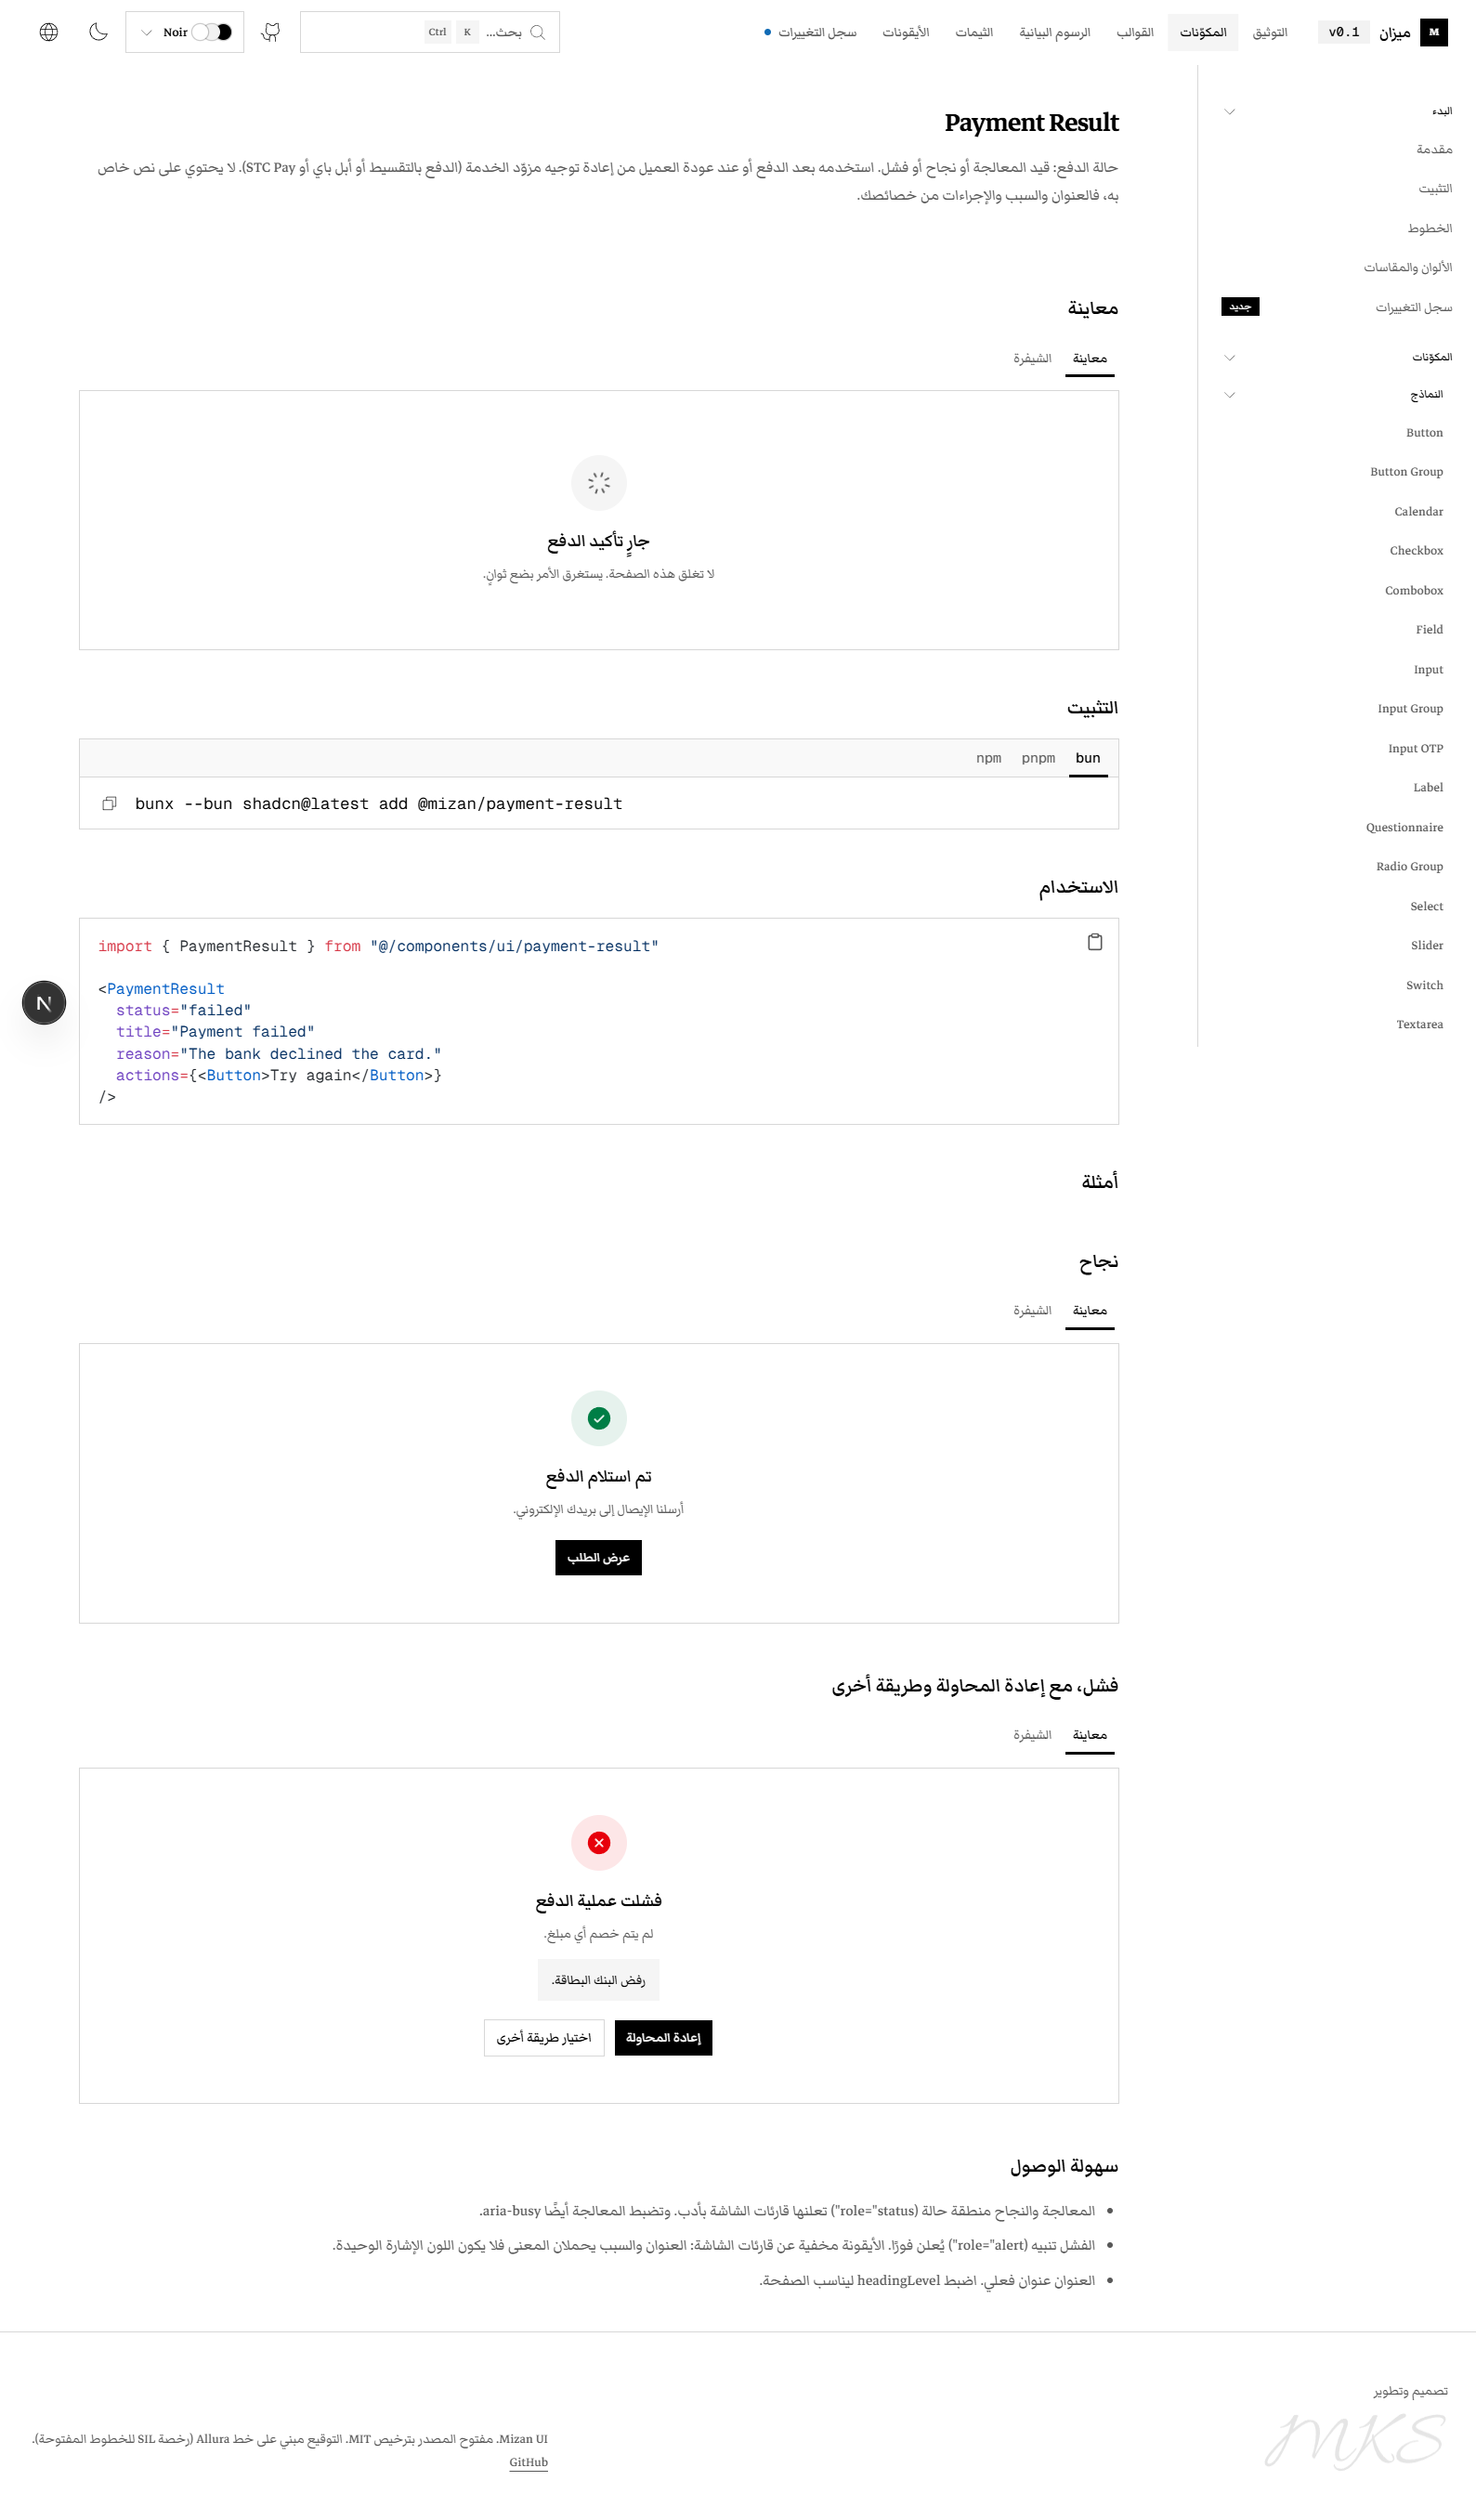 M ميزان v0.1 التوثيق المكوّنات القوالب الرسوم البيانية الثيمات الأيقونات سجل التغييرات بحث... K Ctrl Noir
البدء
مقدمة
التثبيت
الخطوط
الألوان والمقاسات
سجل التغييرات جديد
المكوّنات
النماذج
Button
Button Group
Calendar
Checkbox
Combobox
Field
Input
Input Group
Input OTP
Label
Questionnaire
Radio Group
Select
Slider
Switch
Textarea
Payment Result
حالة الدفع: قيد المعالجة أو نجاح أو فشل. استخدمه بعد الدفع أو عند عودة العميل من إعادة توجيه مزوّد الخدمة (الدفع بالتقسيط أو أبل باي أو STC Pay). لا يحتوي على نص خاص
به، فالعنوان والسبب والإجراءات من خصائصك.
معاينة
معاينة الشيفرة
جارٍ تأكيد الدفع
لا تغلق هذه الصفحة. يستغرق الأمر بضع ثوانٍ.
التثبيت
bun pnpm npm
bunx --bun shadcn@latest add @mizan/payment-result
الاستخدام
import { PaymentResult } from "@/components/ui/payment-result"
<PaymentResult
status="failed"
title="Payment failed"
reason="The bank declined the card."
actions={<Button>Try again</Button>}
/>
أمثلة
نجاح
معاينة الشيفرة
تم استلام الدفع
أرسلنا الإيصال إلى بريدك الإلكتروني.
عرض الطلب
فشل، مع إعادة المحاولة وطريقة أخرى
معاينة الشيفرة
فشلت عملية الدفع
لم يتم خصم أي مبلغ.
رفض البنك البطاقة.
إعادة المحاولة اختيار طريقة أخرى
سهولة الوصول
المعالجة والنجاح منطقة حالة (role="status") تعلنها قارئات الشاشة بأدب. وتضبط المعالجة أيضًا aria-busy.
الفشل تنبيه (role="alert") يُعلن فورًا. الأيقونة مخفية عن قارئات الشاشة: العنوان والسبب يحملان المعنى فلا يكون اللون الإشارة الوحيدة.
العنوان عنوان فعلي. اضبط headingLevel ليناسب الصفحة.
تصميم وتطوير
MKS
Mizan UI. مفتوح المصدر بترخيص MIT. التوقيع مبني على خط Allura (رخصة SIL للخطوط المفتوحة).
GitHub